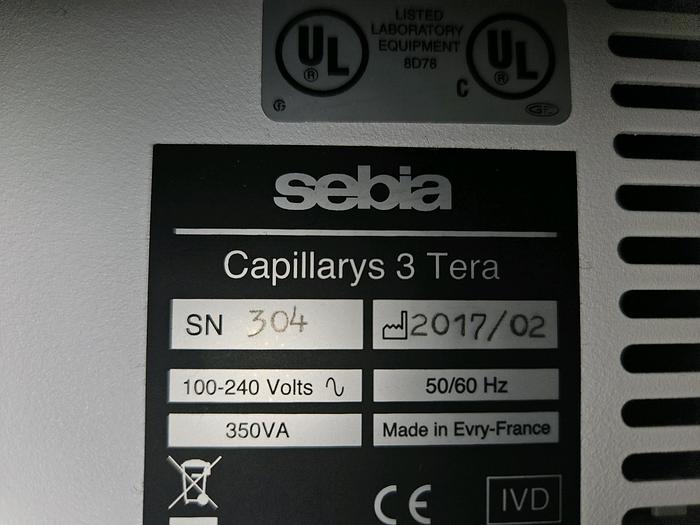 UL
®
LISTED
LABORATORY
EQUIPMENT
8D78
C
UL
®
sebia
Capillarys 3 Tera
SN 304
2017/02
100-240 Volts
50/60 Hz
350VA
Made in Evry-France
CE
IVD